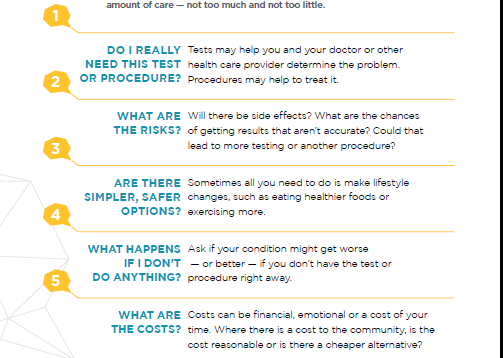 amount of care — not too much and not too little.
1
DO I REALLY
NEED THIS TEST
OR PROCEDURE?
Tests may help you and your doctor or other
health care provider determine the problem.
Procedures may help to treat it.
2
WHAT ARE
THE RISKS?
Will there be side effects? What are the chances
of getting results that aren't accurate? Could that
lead to more testing or another procedure?
3
ARE THERE
SIMPLER, SAFER
OPTIONS?
Sometimes all you need to do is make lifestyle
changes, such as eating healthier foods or
exercising more.
4
WHAT HAPPENS
IF I DON'T
DO ANYTHING?
Ask if your condition might get worse
— or better — if you don't have the test or
procedure right away.
5
WHAT ARE
THE COSTS?
Costs can be financial, emotional or a cost of your
time. Where there is a cost to the community, is the
cost reasonable or is there a cheaper alternative?